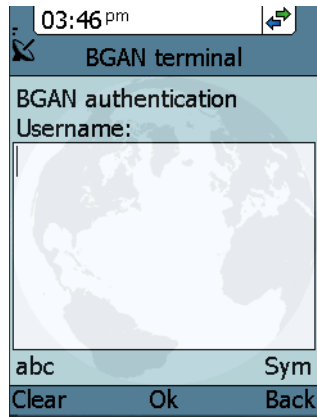 03:46 pm
BGAN terminal
BGAN authentication
Username:
abc Sym
Clear Ok Back